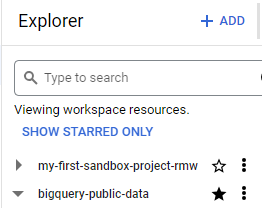 Explorer
+ ADD
Type to search
Viewing workspace resources.
SHOW STARRED ONLY
my-first-sandbox-project-rmw
bigquery-public-data